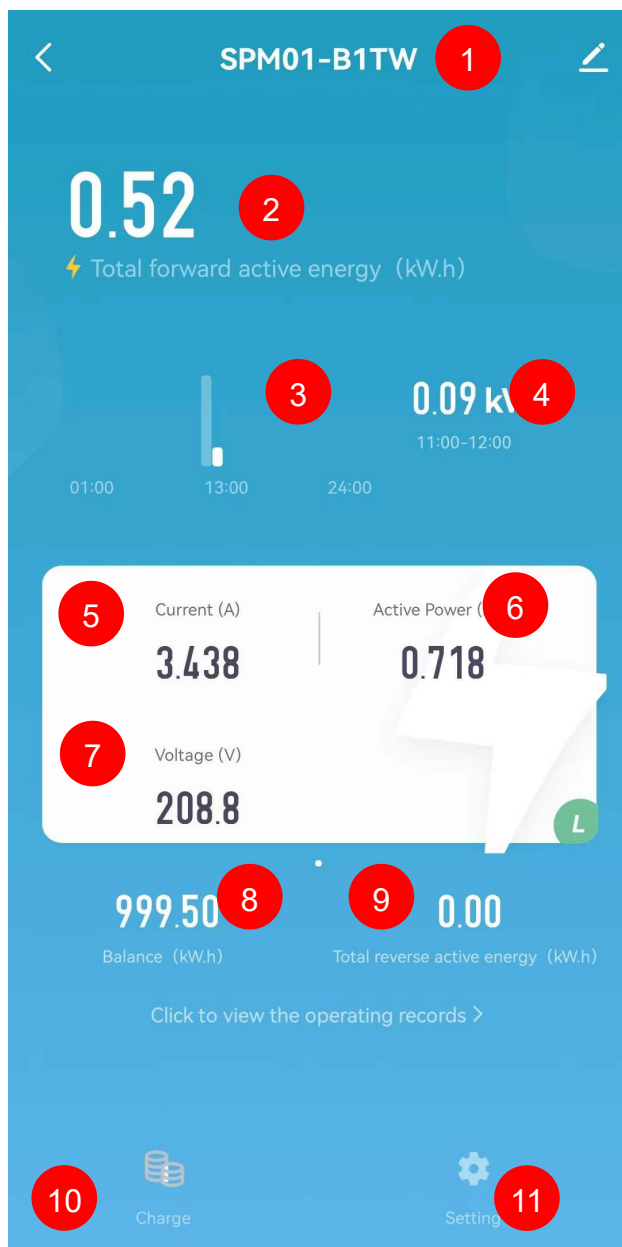 SPM01-B1TW 1
0.52 2
Total forward active energy (kW.h)
3 0.09 4
11:00-12:00
01:00 13:00 24:00
5 Current (A) Active Power ( 6
3.438 0.718
7 Voltage (V)
208.8
L
999.50 8 9 0.00
Balance (kW.h) Total reverse active energy (kW.h)
Click to view the operating records >
10 11
Charge Setting